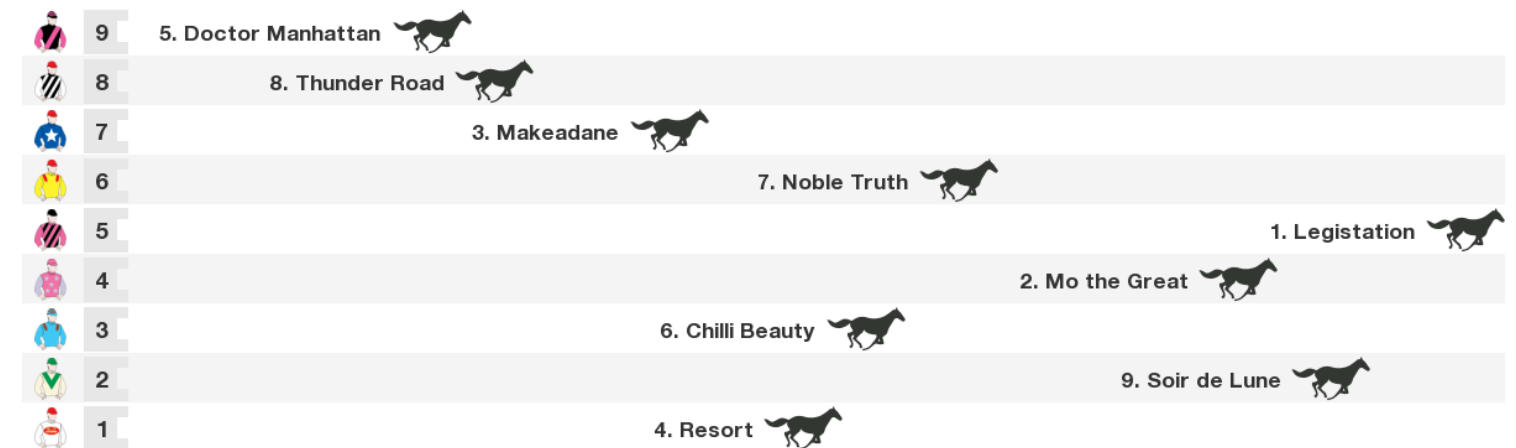 9 5. Doctor Manhattan
8 8. Thunder Road
7 3. Makeadane
6 7. Noble Truth
5 1. Legistation
4 2. Mo the Great
3 6. Chilli Beauty
2 9. Soir de Lune
1 4. Resort